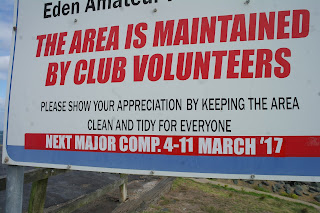 Eden Amateur
THE AREA IS MAINTAINED
BY CLUB VOLUNTEERS
PLEASE SHOW YOUR APPRECIATION BY KEEPING THE AREA
CLEAN AND TIDY FOR EVERYONE
NEXT MAJOR COMP. 4-11 MARCH '17